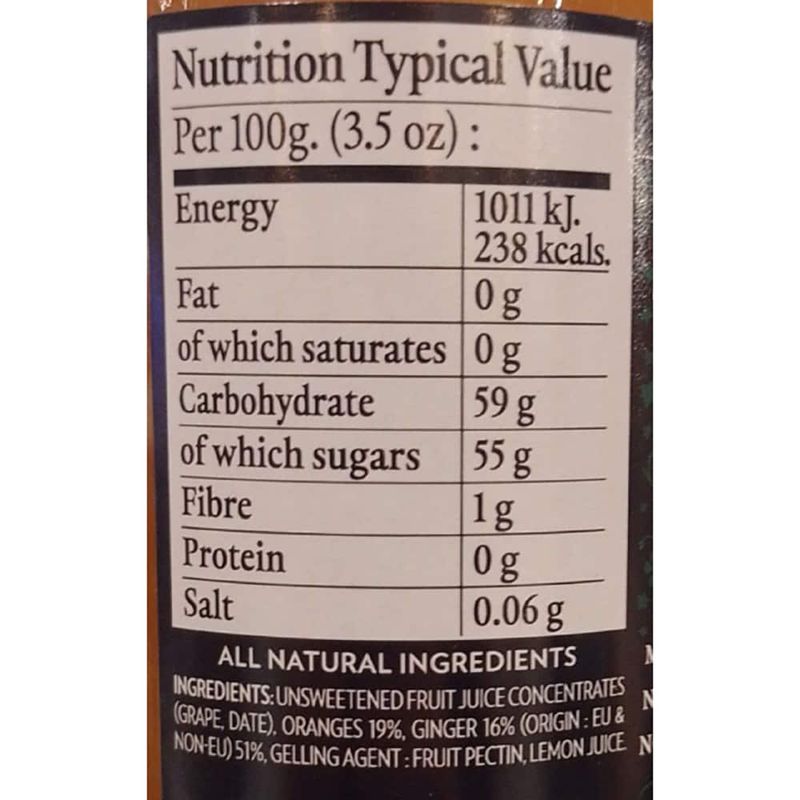 Nutrition Typical Value
Per 100g. (3.5 oz) :
Energy 1011 kJ.
238 kcals.
Fat 0 g
of which saturates 0 g
Carbohydrate 59 g
of which sugars 55 g
Fibre 1 g
Protein 0 g
Salt 0.06 g
ALL NATURAL INGREDIENTS
INGREDIENTS: UNSWEETENED FRUIT JUICE CONCENTRATES
(GRAPE, DATE), ORANGES 19%, GINGER 16% (ORIGIN : EU &
NON-EU) 51%, GELLING AGENT : FRUIT PECTIN, LEMON JUICE.